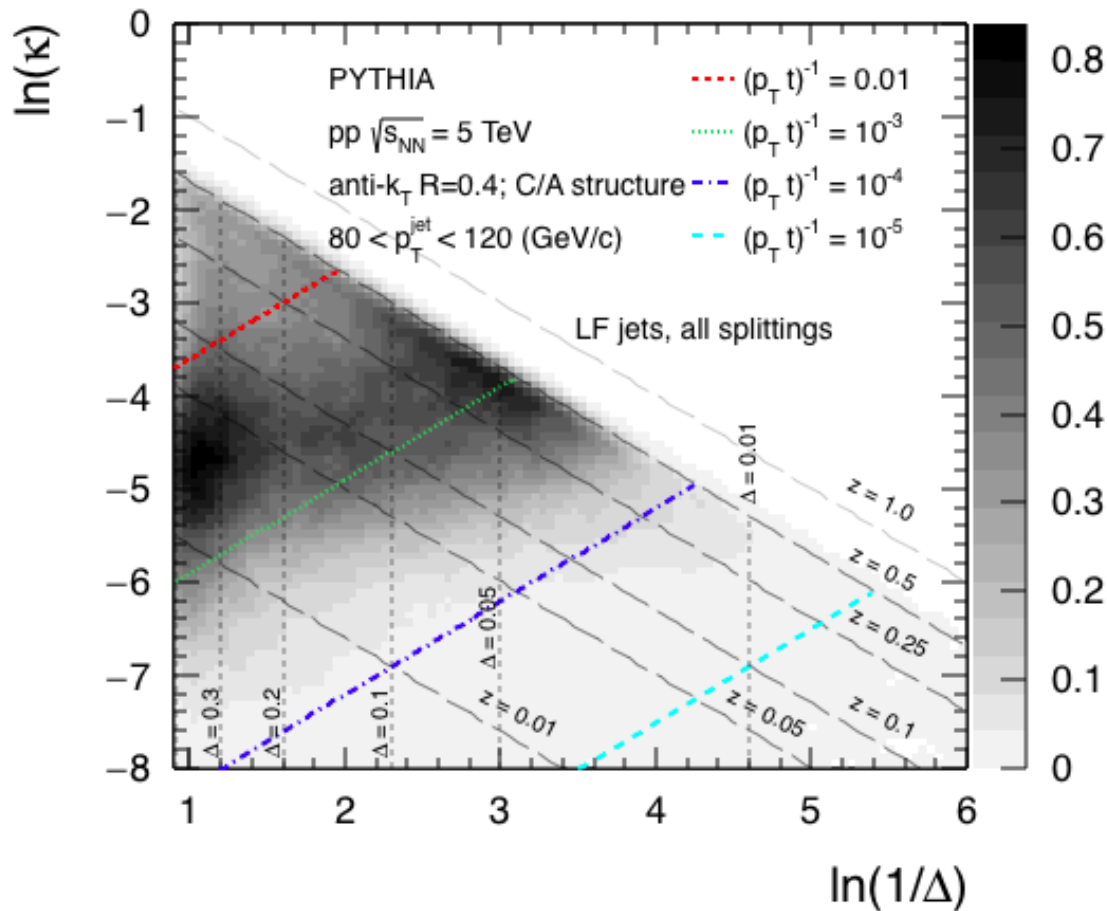 ln(κ)
0
−1
−2
−3
−4
−5
−6
−7
−8
PYTHIA
pp √s_NN = 5 TeV
anti-k_T R=0.4; C/A structure
80 < p_T^jet < 120 (GeV/c)
(p_T t)^-1 = 0.01
(p_T t)^-1 = 10^-3
(p_T t)^-1 = 10^-4
(p_T t)^-1 = 10^-5
LF jets, all splittings
Δ = 0.3
Δ = 0.2
Δ = 0.1
Δ = 0.05
Δ = 0.01
z = 1.0
z = 0.5
z = 0.25
z = 0.1
z = 0.05
z = 0.01
1
2
3
4
5
6
ln(1/Δ)
0.8
0.7
0.6
0.5
0.4
0.3
0.2
0.1
0